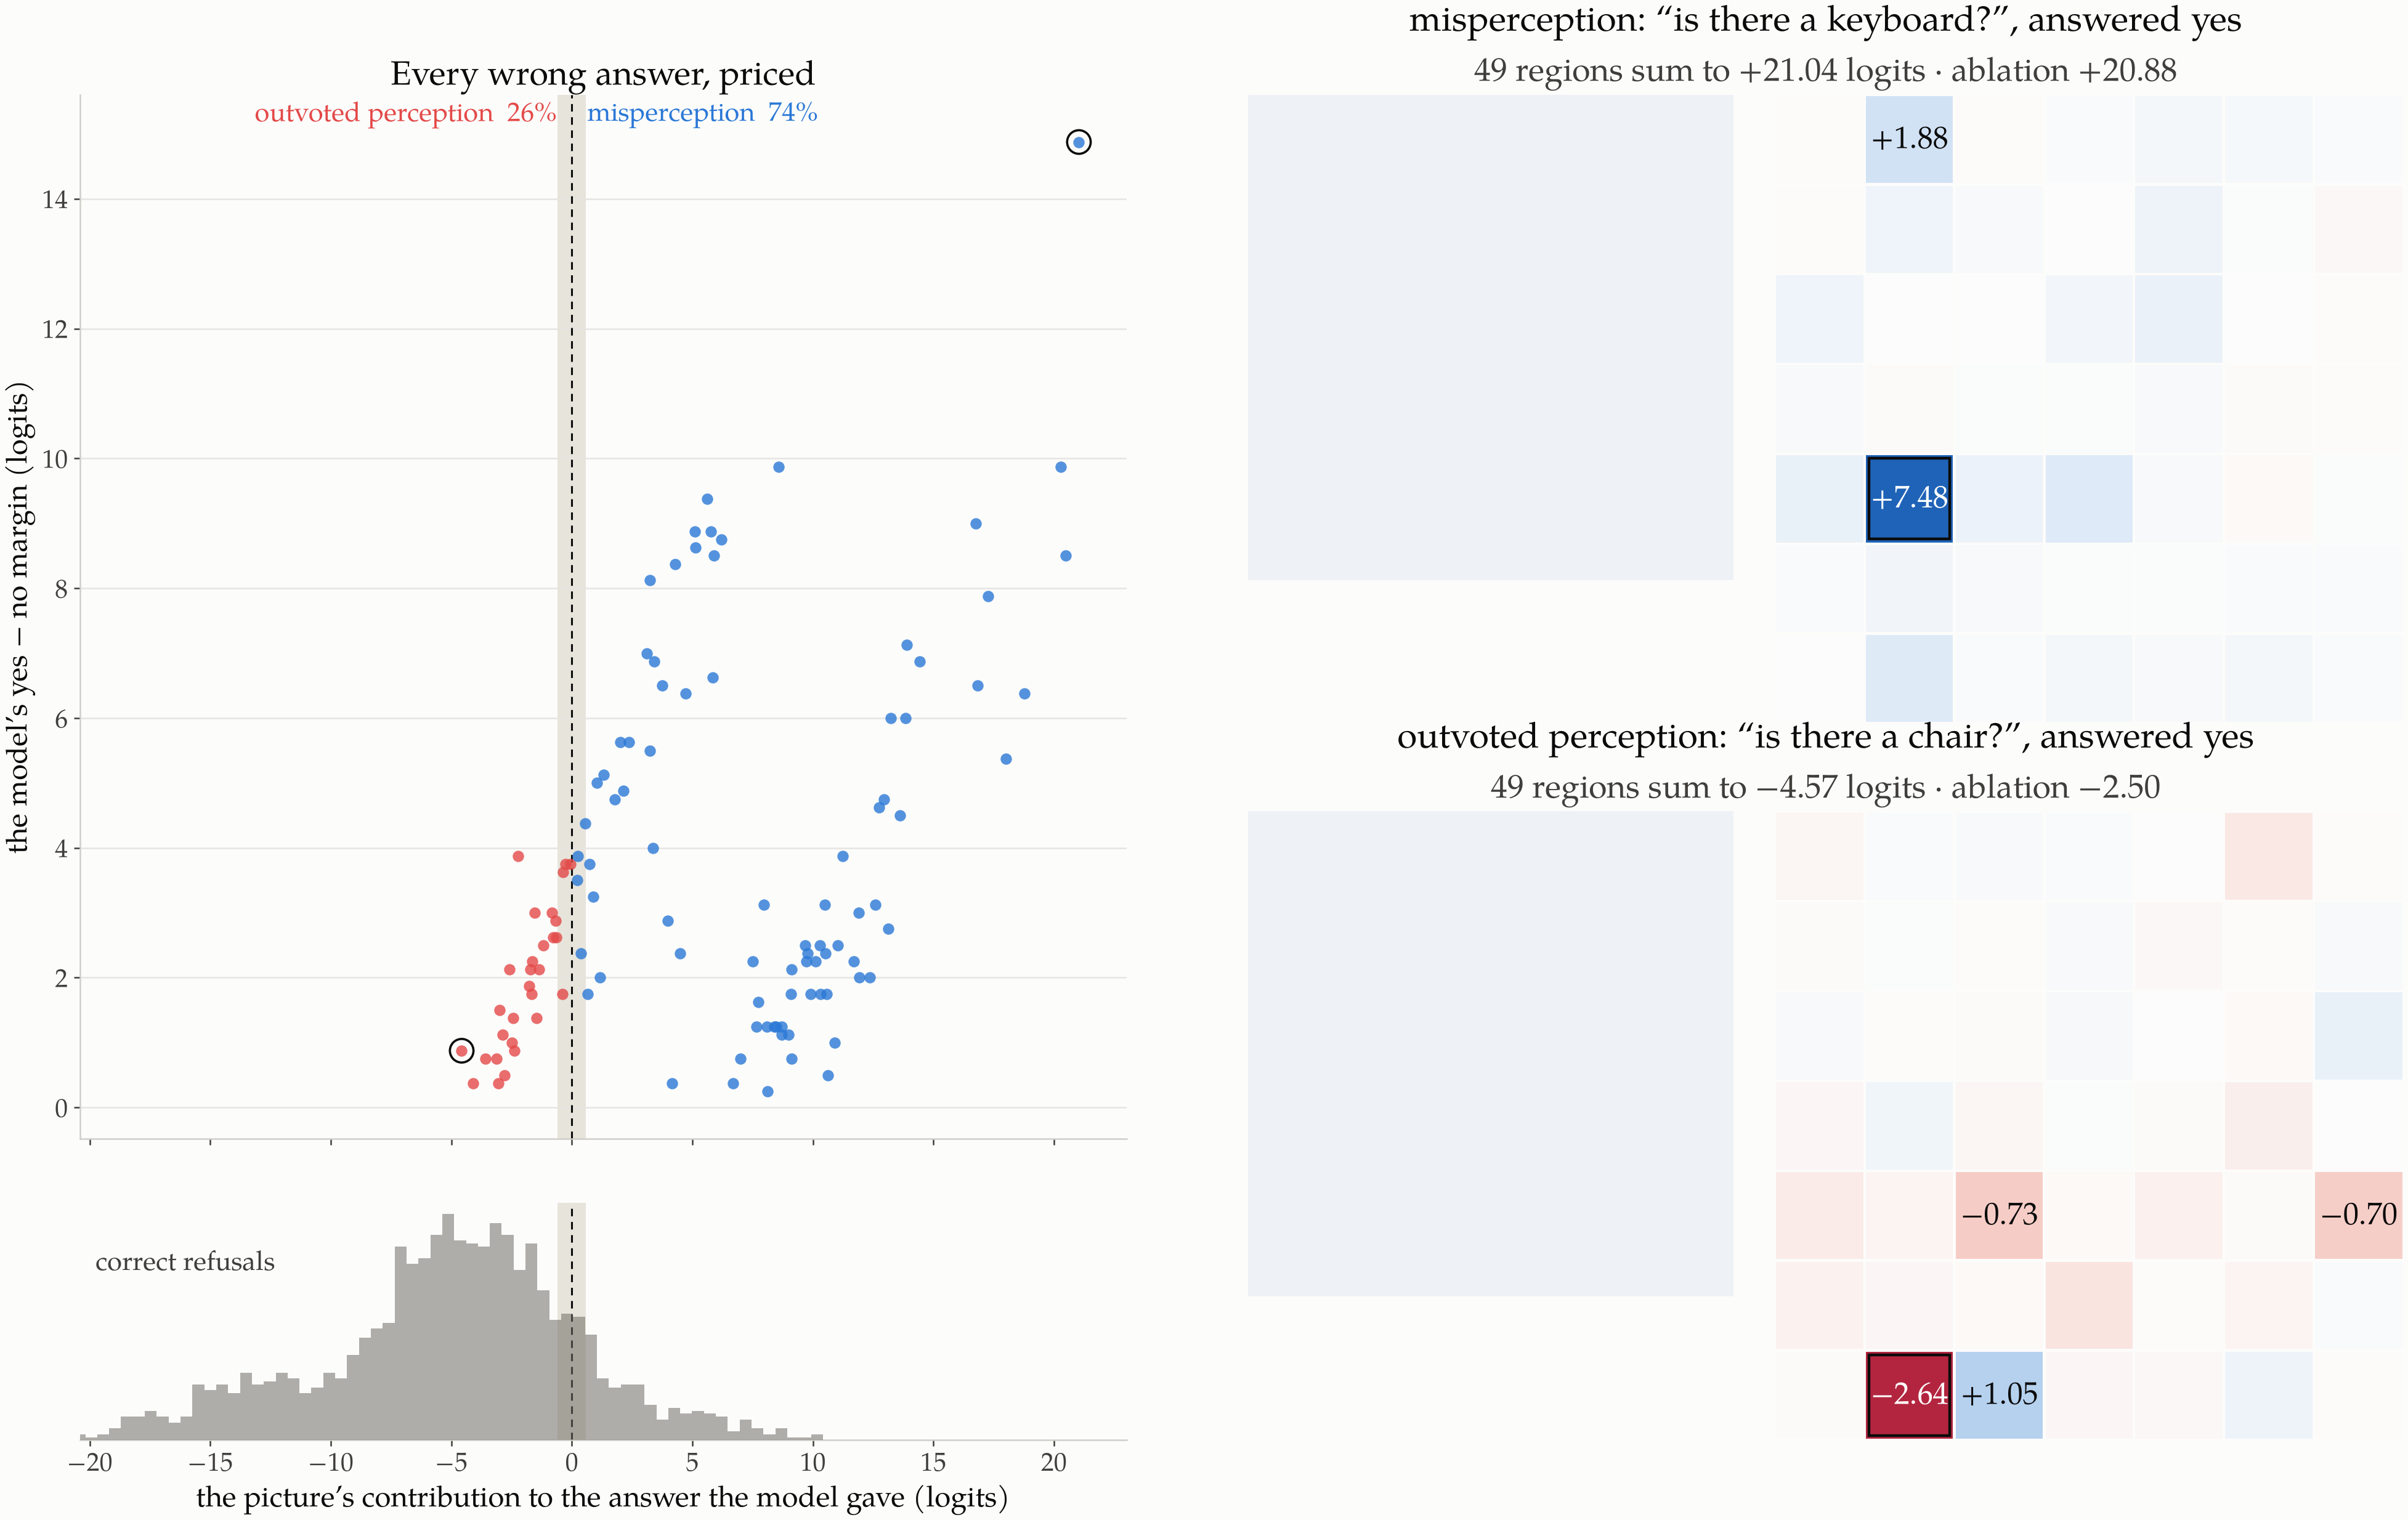 Every wrong answer, priced
outvoted perception 26%
misperception 74%
the model's yes – no margin (logits)
14
12
10
8
6
4
2
0
correct refusals
−20
−15
−10
−5
0
5
10
15
20
the picture's contribution to the answer the model gave (logits)
misperception: “is there a keyboard?”, answered yes
49 regions sum to +21.04 logits · ablation +20.88
+1.88
+7.48
outvoted perception: “is there a chair?”, answered yes
49 regions sum to −4.57 logits · ablation −2.50
−0.73
−0.70
−2.64
+1.05